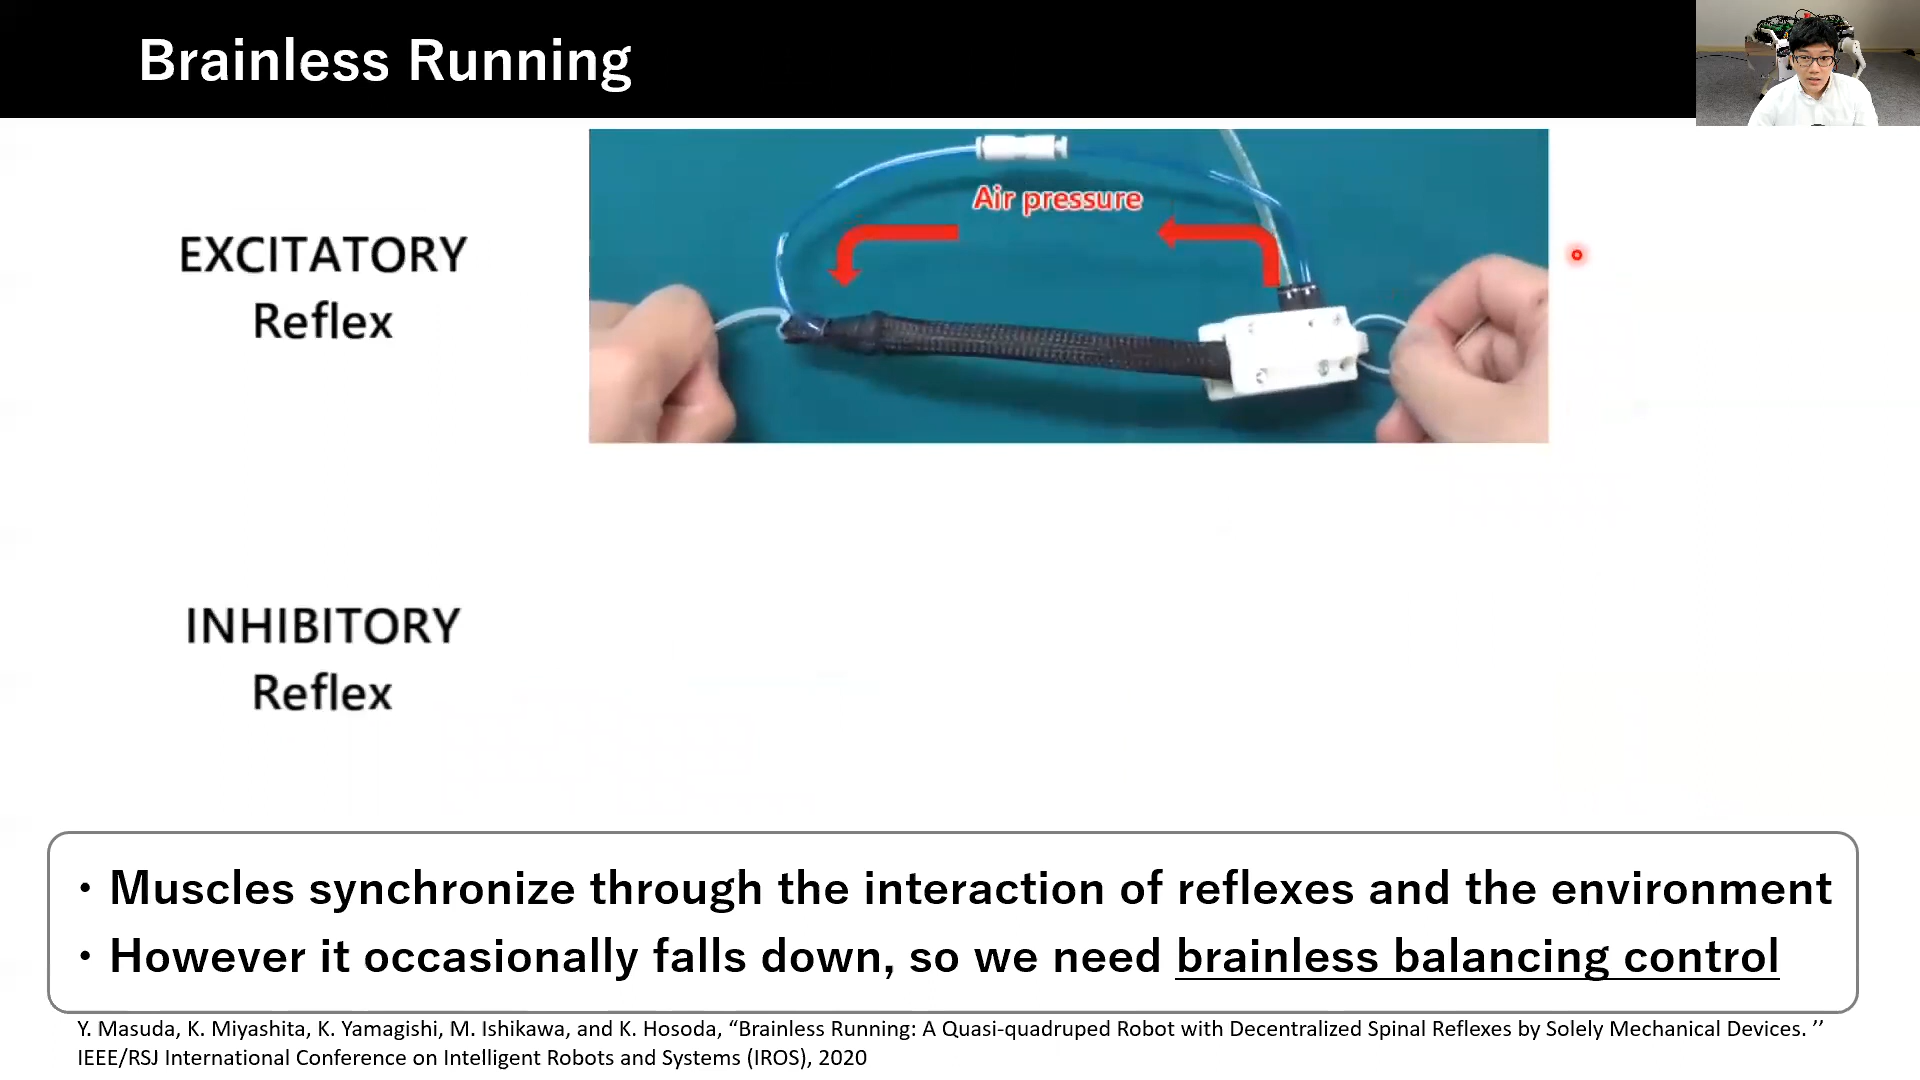 Brainless Running
Air pressure
EXCITATORY
Reflex
INHIBITORY
Reflex
・Muscles synchronize through the interaction of reflexes and the environment
・However it occasionally falls down, so we need brainless balancing control
Y. Masuda, K. Miyashita, K. Yamagishi, M. Ishikawa, and K. Hosoda, “Brainless Running: A Quasi-quadruped Robot with Decentralized Spinal Reflexes by Solely Mechanical Devices. ’’
IEEE/RSJ International Conference on Intelligent Robots and Systems (IROS), 2020